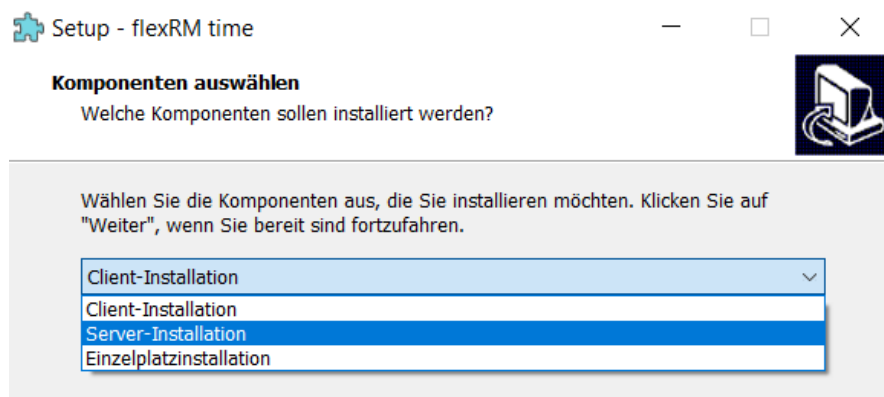 Setup - flexRM time
Komponenten auswählen
Welche Komponenten sollen installiert werden?
Wählen Sie die Komponenten aus, die Sie installieren möchten. Klicken Sie auf
"Weiter", wenn Sie bereit sind fortzufahren.
Client-Installation
Client-Installation
Server-Installation
Einzelplatzinstallation